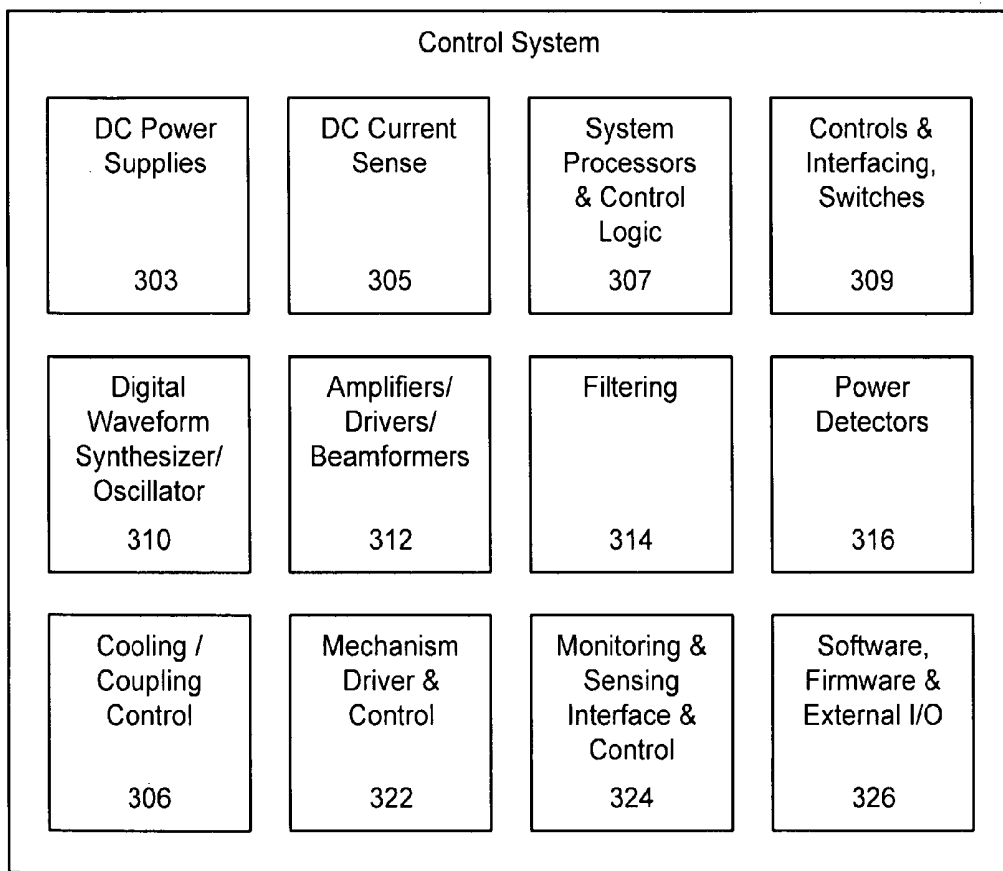 Control System
DC Power
Supplies
303
DC Current
Sense
305
System
Processors
& Control
Logic
307
Controls &
Interfacing,
Switches
309
Digital
Waveform
Synthesizer/
Oscillator
310
Amplifiers/
Drivers/
Beamformers
312
Filtering
314
Power
Detectors
316
Cooling /
Coupling
Control
306
Mechanism
Driver &
Control
322
Monitoring &
Sensing
Interface &
Control
324
Software,
Firmware &
External I/O
326